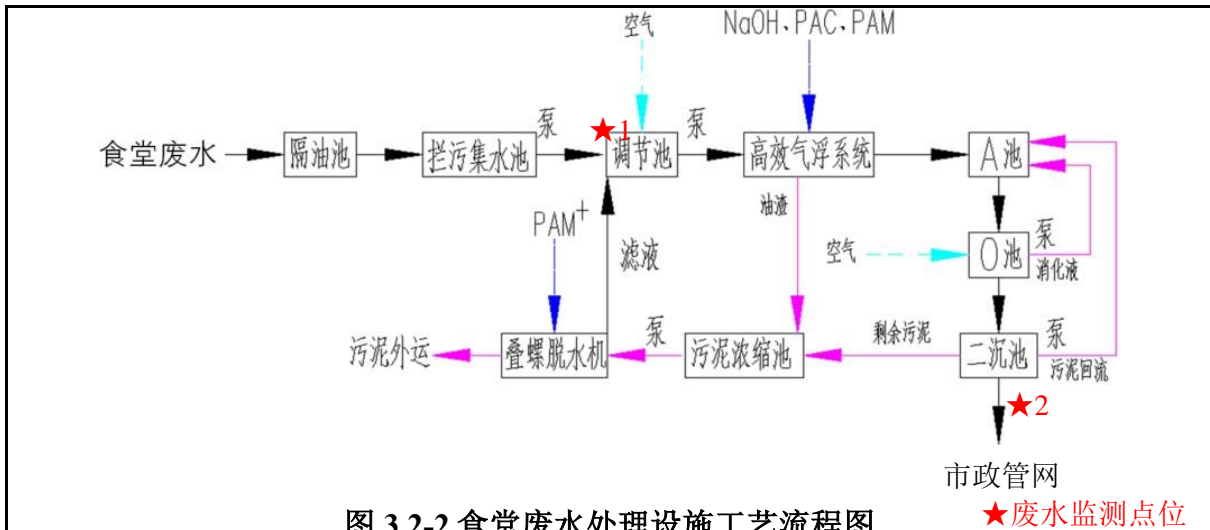 空气
NaOH、PAC、PAM
食堂废水
隔油池
拦污集水池
泵
★1
调节池
泵
高效气浮系统
A池
PAM+
滤液
油渣
空气
O池
泵
消化液
污泥外运
叠螺脱水机
泵
污泥浓缩池
剩余污泥
二沉池
泵
污泥回流
★2
市政管网
★废水监测点位
图 3.2-2 食堂废水处理设施工艺流程图